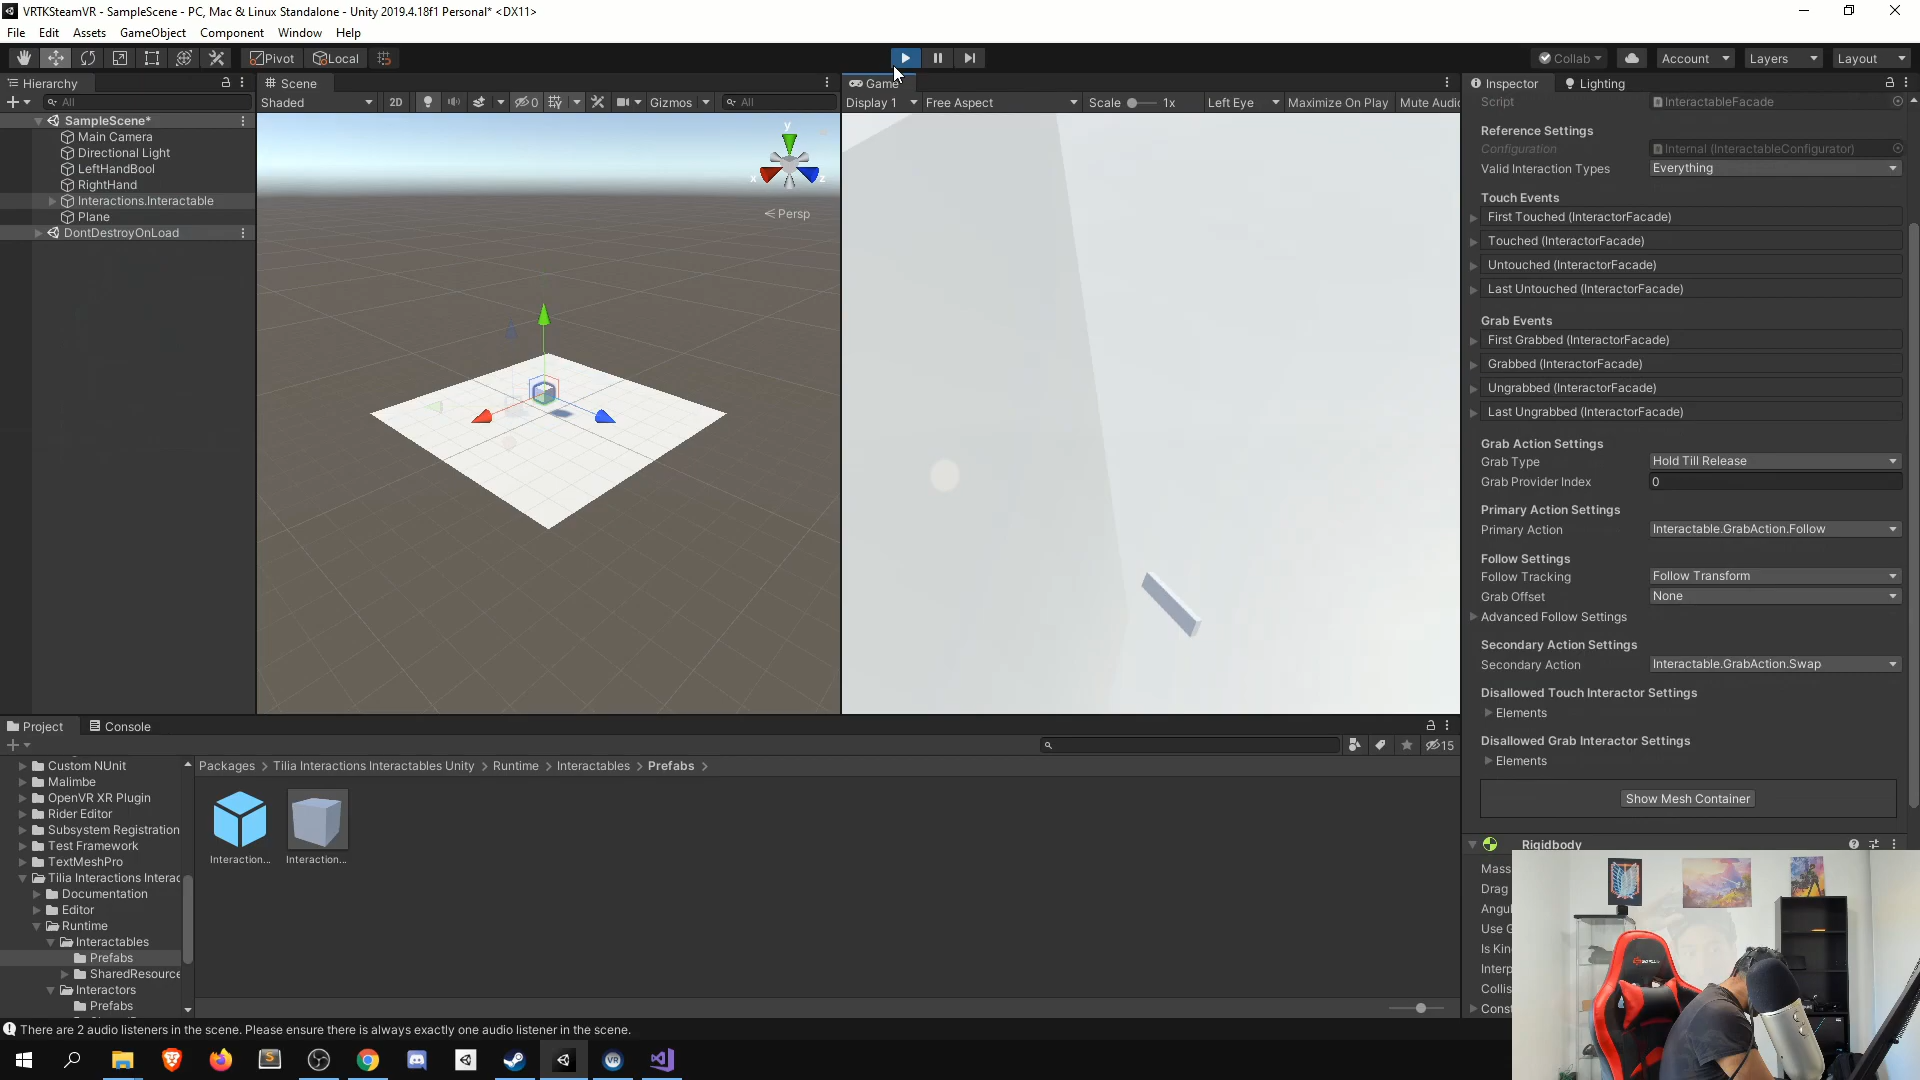 VRTKSteamVR - SampleScene - PC, Mac & Linux Standalone - Unity 2019.4.18f1 Personal* <DX11>
File Edit Assets GameObject Component Window Help
Pivot Local Collab Account Layers Layout
Hierarchy
All
SampleScene*
Main Camera
Directional Light
LeftHandBool
RightHand
Interactions.Interactable
Plane
DontDestroyOnLoad
Scene
Shaded 2D 0 Gizmos All
y
x
z
Persp
Game
Display 1 Free Aspect Scale 1x Left Eye Maximize On Play Mute Audio
Inspector Lighting
Script InteractableFacade
Reference Settings
Configuration Internal (InteractableConfigurator)
Valid Interaction Types Everything
Touch Events
First Touched (InteractorFacade)
Touched (InteractorFacade)
Untouched (InteractorFacade)
Last Untouched (InteractorFacade)
Grab Events
First Grabbed (InteractorFacade)
Grabbed (InteractorFacade)
Ungrabbed (InteractorFacade)
Last Ungrabbed (InteractorFacade)
Grab Action Settings
Grab Type Hold Till Release
Grab Provider Index 0
Primary Action Settings
Primary Action Interactable.GrabAction.Follow
Follow Settings
Follow Tracking Follow Transform
Grab Offset None
Advanced Follow Settings
Secondary Action Settings
Secondary Action Interactable.GrabAction.Swap
Disallowed Touch Interactor Settings
Elements
Disallowed Grab Interactor Settings
Elements
Show Mesh Container
Rigidbody
Mass
Drag
Angu
Use G
Is Kin
Interp
Collis
Cons
Project Console
15
Custom NUnit
Malimbe
OpenVR XR Plugin
Rider Editor
Subsystem Registration
Test Framework
TextMeshPro
Tilia Interactions Interac
Documentation
Editor
Runtime
Interactables
Prefabs
SharedResource
Interactors
Prefabs
Packages > Tilia Interactions Interactables Unity > Runtime > Interactables > Prefabs >
Interaction... Interaction...
There are 2 audio listeners in the scene. Please ensure there is always exactly one audio listener in the scene.